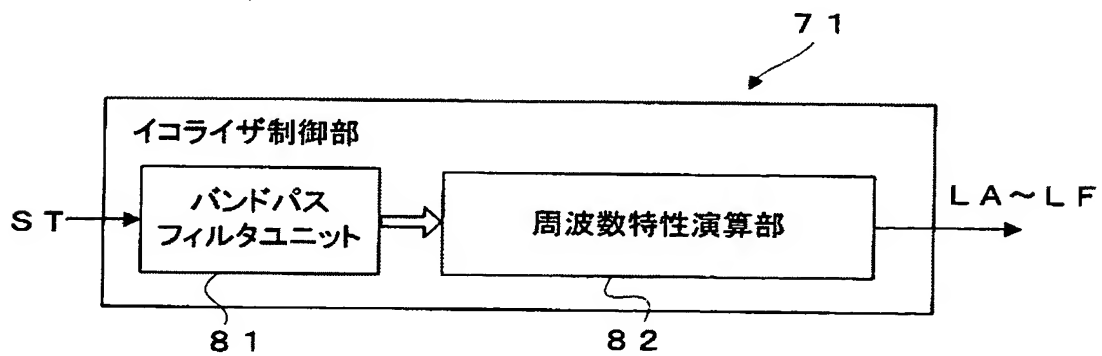 ７１
イコライザ制御部
ＳＴ
バンドパス
フィルタユニット
周波数特性演算部
ＬＡ～ＬＦ
８１
８２